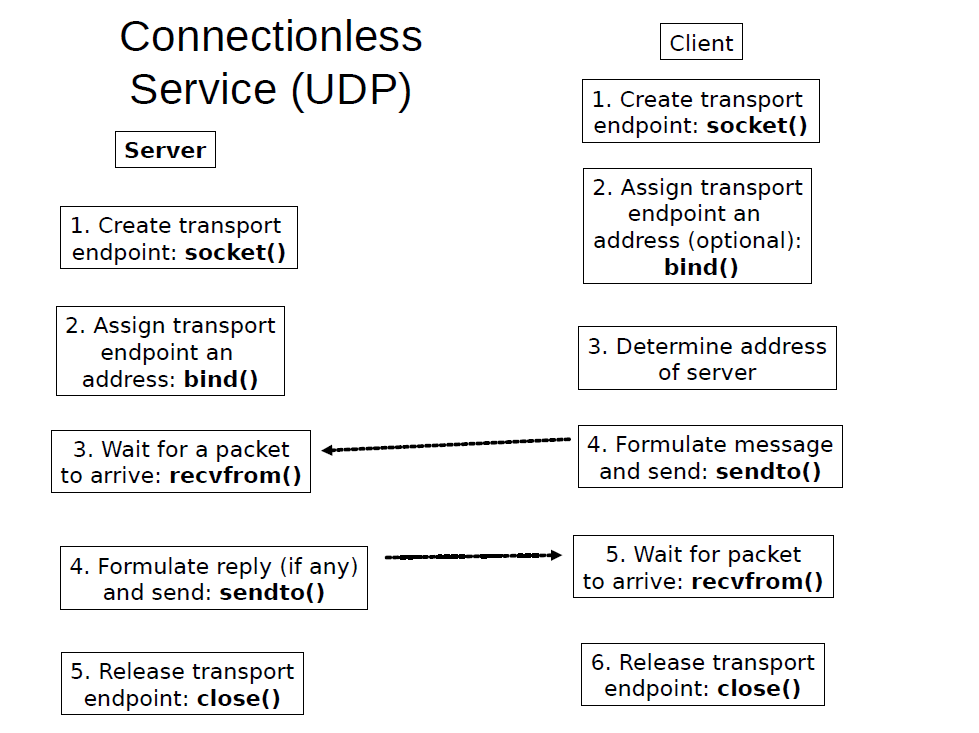 Connectionless
Service (UDP)
Server
1. Create transport
endpoint: socket()
2. Assign transport
endpoint an
address: bind()
3. Wait for a packet
to arrive: recvfrom()
4. Formulate reply (if any)
and send: sendto()
5. Release transport
endpoint: close()
Client
1. Create transport
endpoint: socket()
2. Assign transport
endpoint an
address (optional):
bind()
3. Determine address
of server
4. Formulate message
and send: sendto()
5. Wait for packet
to arrive: recvfrom()
6. Release transport
endpoint: close()